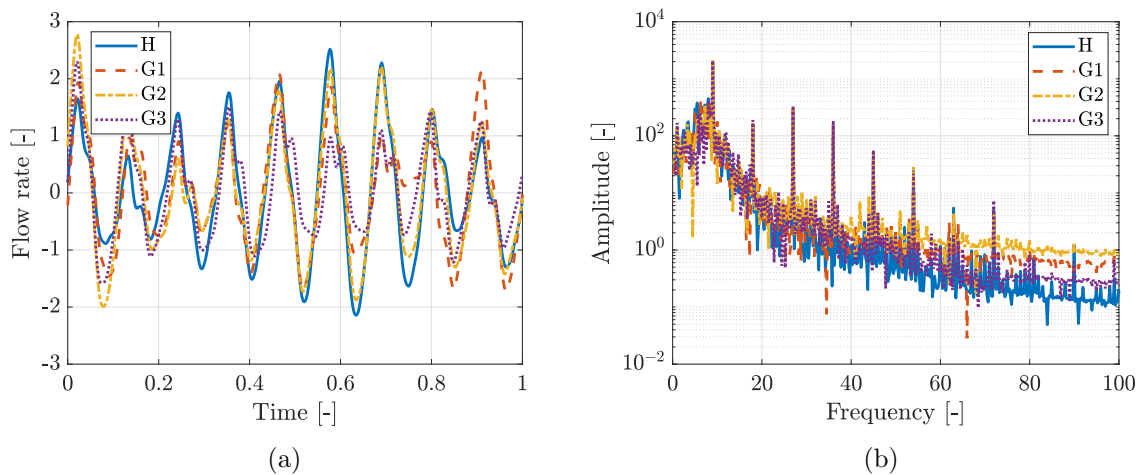 3
2
1
0
-1
-2
-3
Flow rate [-]
H
G1
G2
G3
0
0.2
0.4
0.6
0.8
1
Time [-]
(a)
10^4
10^2
10^0
10^-2
Amplitude [-]
H
G1
G2
G3
0
20
40
60
80
100
Frequency [-]
(b)